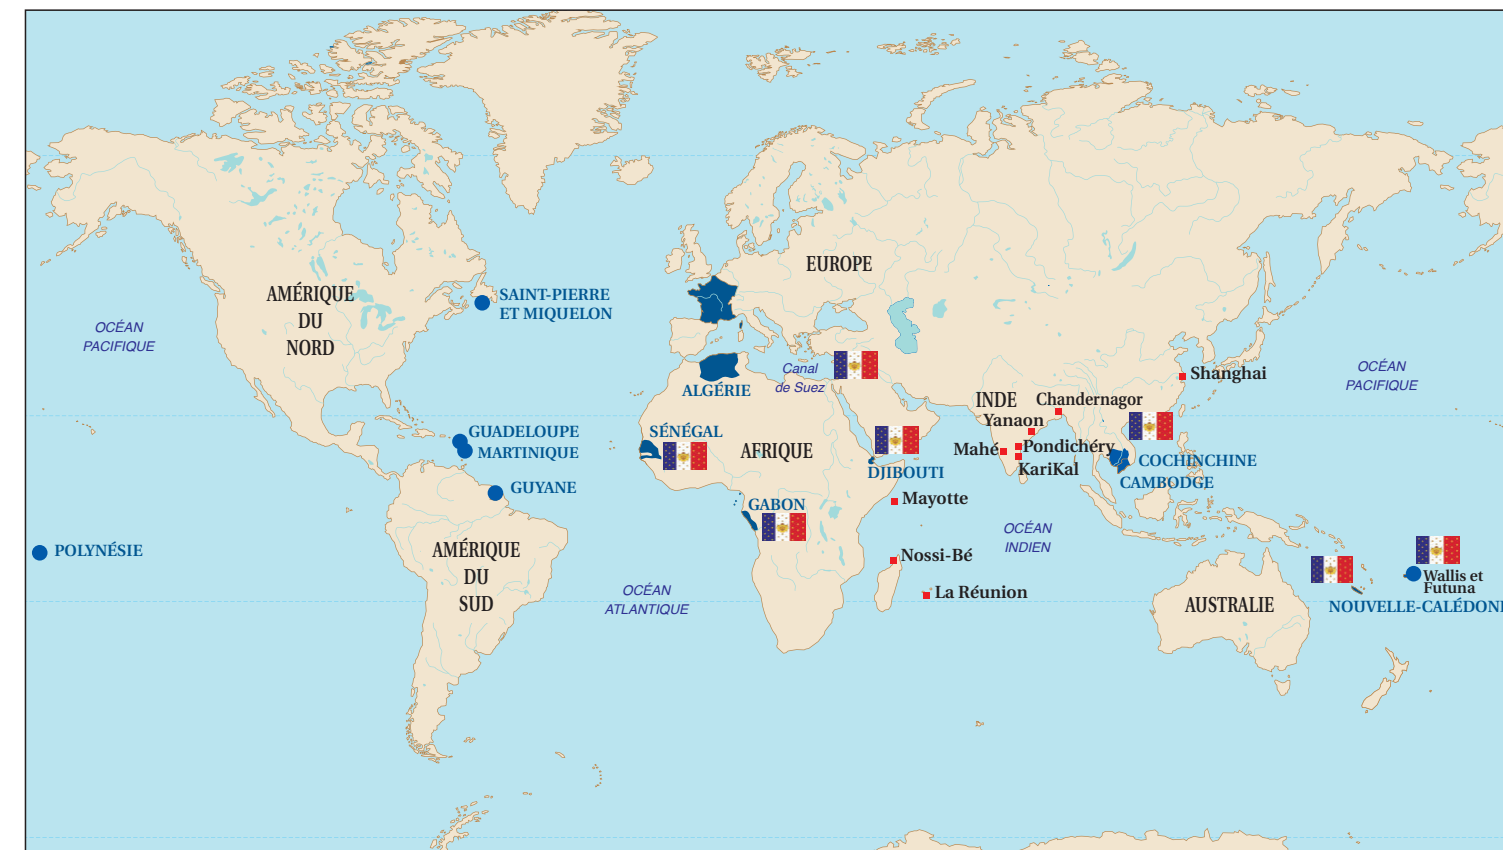 EUROPE
AMÉRIQUE
DU
NORD
SAINT-PIERRE
ET MIQUELON
OCÉAN
PACIFIQUE
Canal
de Suez
ALGÉRIE
OCÉAN
PACIFIQUE
Shanghai
INDE
Chandernagor
Yanaon
GUADELOUPE
MARTINIQUE
SÉNÉGAL
AFRIQUE
Mahé
Pondichéry
KariKal
COCHINCHINE
CAMBODGE
DJIBOUTI
GUYANE
GABON
Mayotte
OCÉAN
INDIEN
POLYNÉSIE
AMÉRIQUE
DU
SUD
Nossi-Bé
La Réunion
OCÉAN
ATLANTIQUE
AUSTRALIE
Wallis et
Futuna
NOUVELLE-CALÉDONI